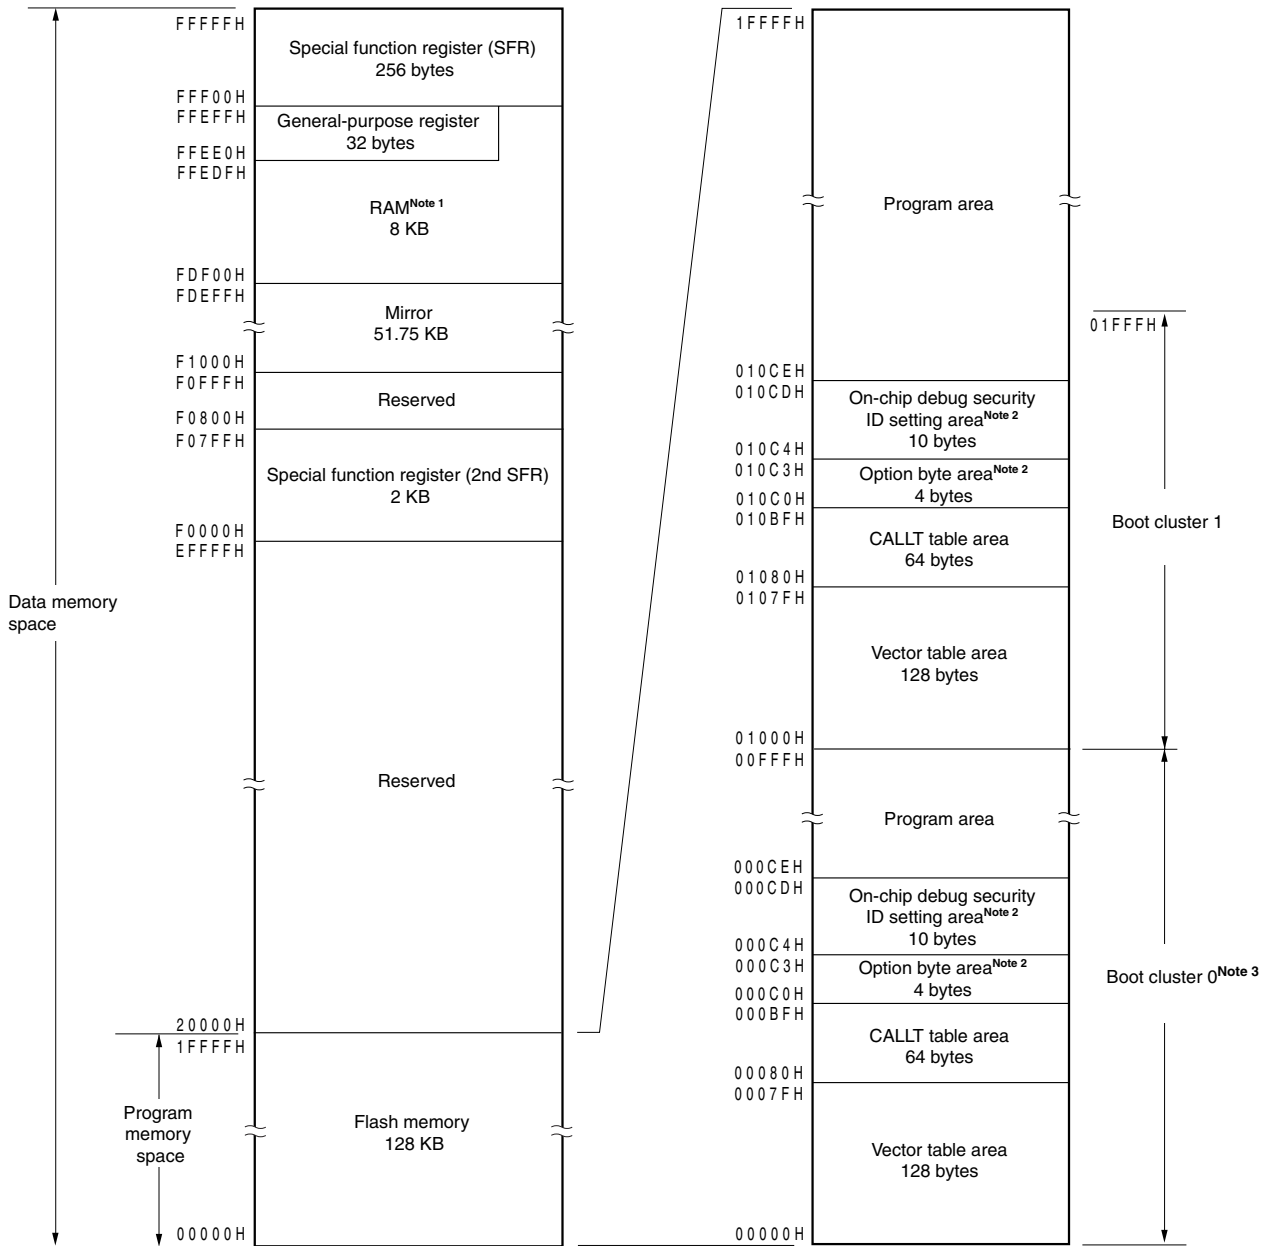 FFFFFH
Special function register (SFR)
256 bytes
FFF00H
FFEFFH
General-purpose register
32 bytes
FFEE0H
FFEDFH
RAMNote 1
8 KB
FDF00H
FDEFFH
Mirror
51.75 KB
F1000H
F0FFFH
Reserved
F0800H
F07FFH
Special function register (2nd SFR)
2 KB
F0000H
EFFFFH
Data memory
space
Reserved
20000H
1FFFFH
Program
memory
space
Flash memory
128 KB
00000H
1FFFFH
Program area
01FFFH
010CEH
010CDH
On-chip debug security
ID setting areaNote 2
10 bytes
010C4H
010C3H
Option byte areaNote 2
4 bytes
010C0H
010BFH
Boot cluster 1
CALLT table area
64 bytes
01080H
0107FH
Vector table area
128 bytes
01000H
00FFFH
Program area
000CEH
000CDH
On-chip debug security
ID setting areaNote 2
10 bytes
000C4H
000C3H
Option byte areaNote 2
4 bytes
Boot cluster 0Note 3
000C0H
000BFH
CALLT table area
64 bytes
00080H
0007FH
Vector table area
128 bytes
00000H